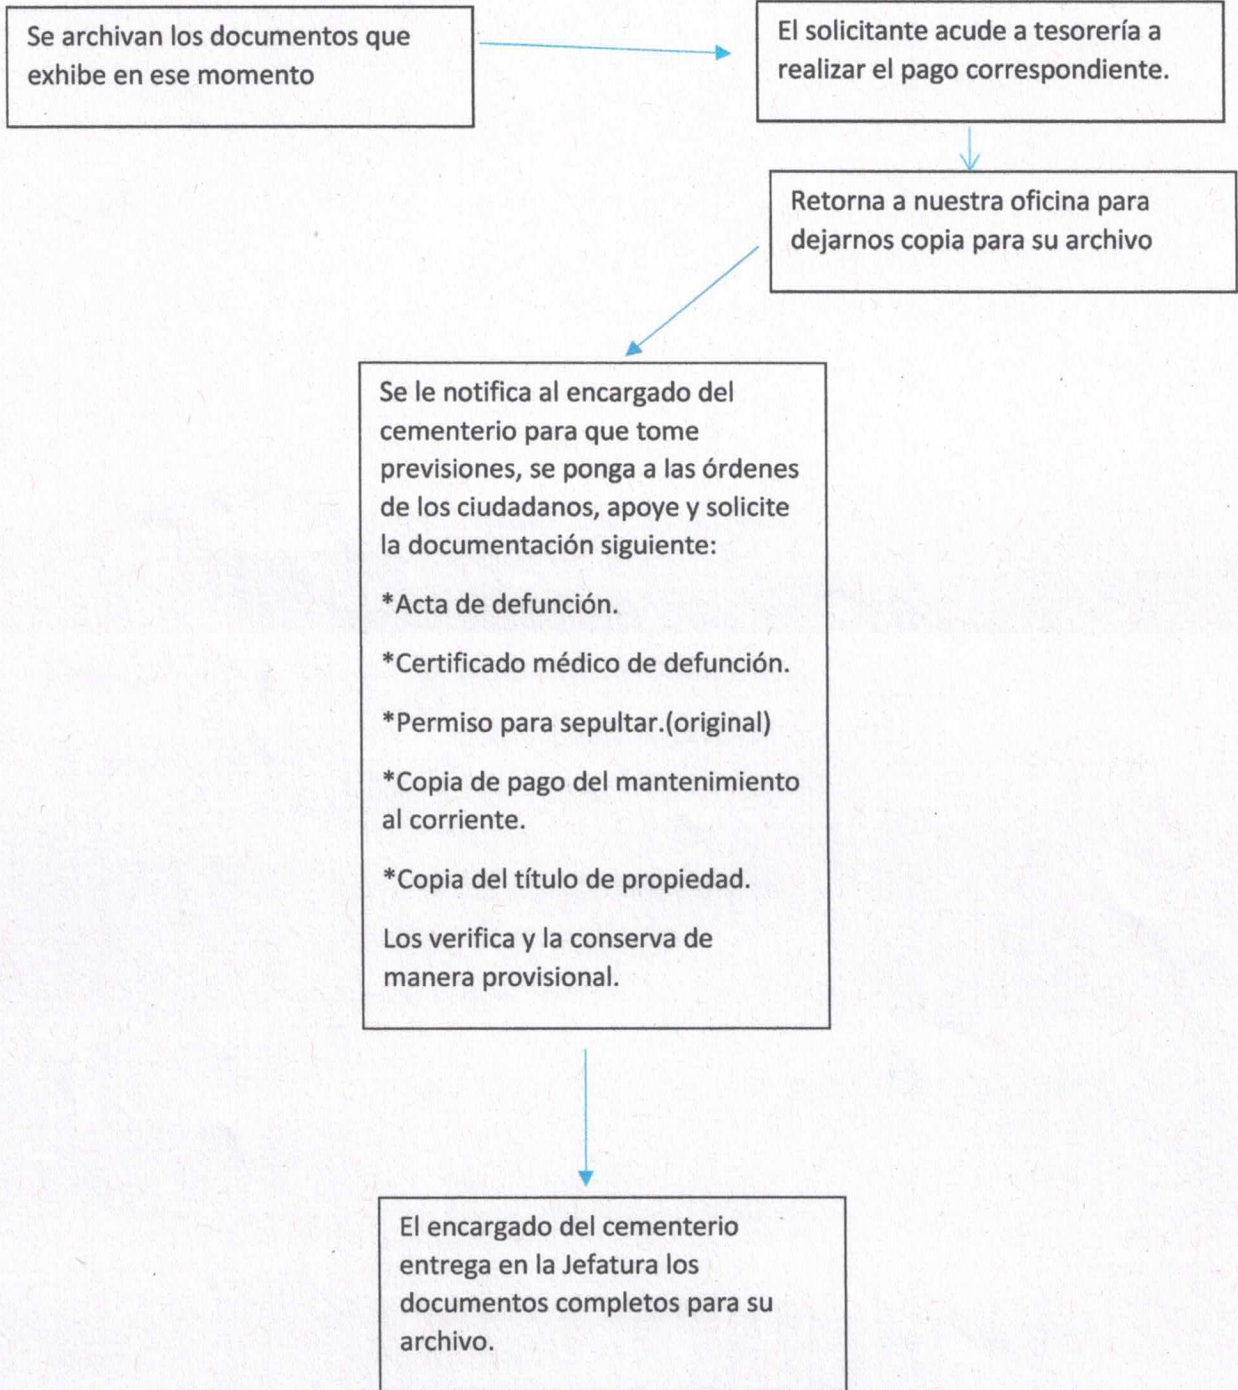 Se archivan los documentos que
exhibe en ese momento
El solicitante acude a tesorería a
realizar el pago correspondiente.
Retorna a nuestra oficina para
dejarnos copia para su archivo
Se le notifica al encargado del
cementerio para que tome
previsiones, se ponga a las órdenes
de los ciudadanos, apoye y solicite
la documentación siguiente:
*Acta de defunción.
*Certificado médico de defunción.
*Permiso para sepultar.(original)
*Copia de pago del mantenimiento
al corriente.
*Copia del título de propiedad.
Los verifica y la conserva de
manera provisional.
El encargado del cementerio
entrega en la Jefatura los
documentos completos para su
archivo.